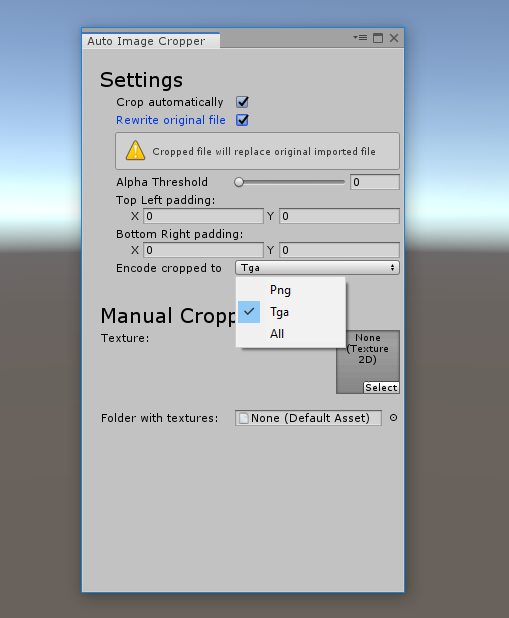 Auto Image Cropper
Settings
Crop automatically
Rewrite original file
Cropped file will replace original imported file
Alpha Threshold 0
Top Left padding:
X 0 Y 0
Bottom Right padding:
X 0 Y 0
Encode cropped to Tga
Png
Tga
All
Manual Cropp
Texture:
None
(Texture
2D)
Select
Folder with textures: None (Default Asset)